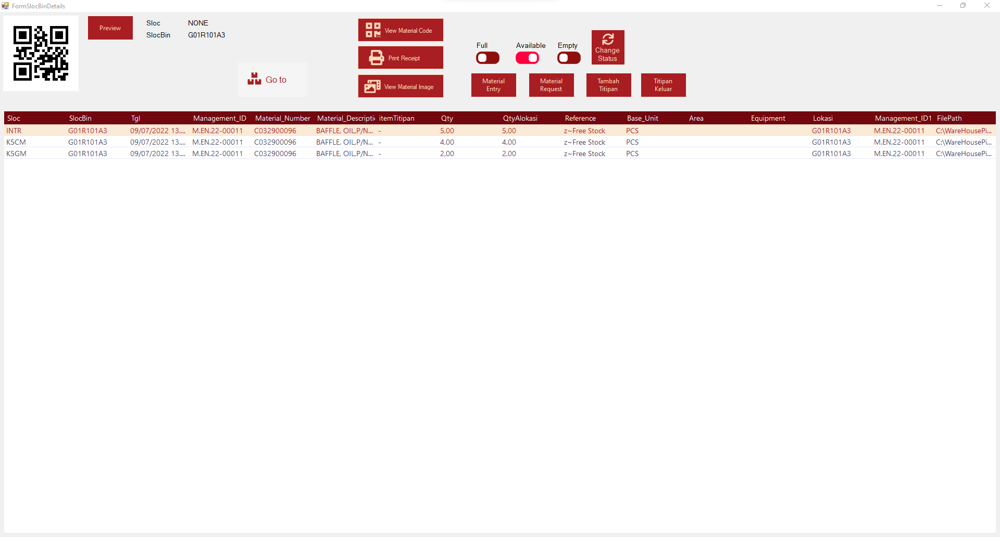 FormSlocBinDetails
Preview
Sloc NONE
SlocBin G01R101A3
Go to
View Material Code
Print Receipt
View Material Image
Full Available Empty
Change
Status
Material
Entry
Material
Request
Tambah
Titipan
Titipan
Keluar
Sloc SlocBin Tgl Management_ID Material_Number Material_Descriptio itemTitipan Qty QtyAlokasi Reference Base_Unit Area Equipment Lokasi Management_ID1 FilePath
INTR G01R101A3 09/07/2022 13.... M.EN.22-00011 C032900096 BAFFLE, OIL,P/N... - 5,00 5,00 z~Free Stock PCS G01R101A3 M.EN.22-00011 C:\WareHousePi...
K5CM G01R101A3 09/07/2022 13.... M.EN.22-00011 C032900096 BAFFLE, OIL,P/N... - 4,00 4,00 z~Free Stock PCS G01R101A3 M.EN.22-00011 C:\WareHousePi...
K5GM G01R101A3 09/07/2022 13.... M.EN.22-00011 C032900096 BAFFLE, OIL,P/N... - 2,00 2,00 z~Free Stock PCS G01R101A3 M.EN.22-00011 C:\WareHousePi...